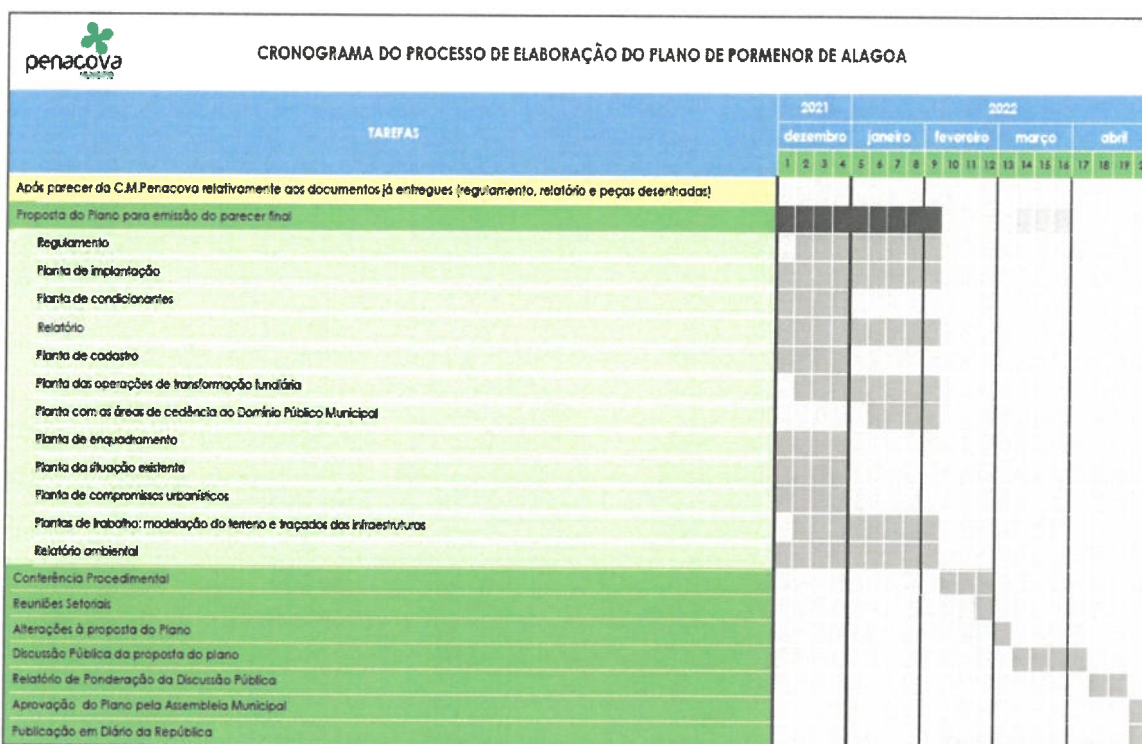 penacova
CRONOGRAMA DO PROCESSO DE ELABORAÇÃO DO PLANO DE PORMENOR DE ALAGOA
TAREFAS
2021 2022
dezembro janeiro fevereiro março abril
1 2 3 4 5 6 7 8 9 10 11 12 13 14 15 16 17 18 19
Após parecer da C.M.Penacova relativamente aos documentos já entregues (regulamento, relatório e peças desenhadas)
Proposta do Plano para emissão do parecer final
Regulamento
Planta de implantação
Planta de condicionantes
Relatório
Planta de cadastro
Planta das operações de transformação fundiária
Planta com as áreas de cedência ao Domínio Público Municipal
Planta de enquadramento
Planta da situação existente
Planta de compromissos urbanísticos
Plantas de trabalho: modelação do terreno e traçados das infraestruturas
Relatório ambiental
Conferência Procedimental
Reuniões Setoriais
Alterações à proposta do Plano
Discussão Pública da proposta do plano
Relatório de Ponderação da Discussão Pública
Aprovação do Plano pela Assembleia Municipal
Publicação em Diário da República